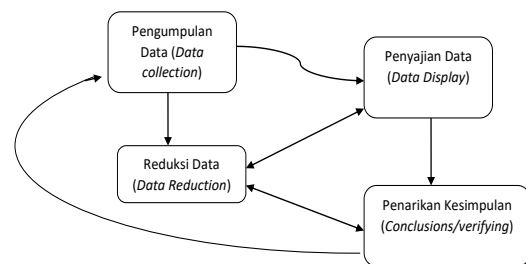 Pengumpulan
Data (Data
collection)
Penyajian Data
(Data Display)
Reduksi Data
(Data Reduction)
Penarikan Kesimpulan
(Conclusions/verifying)